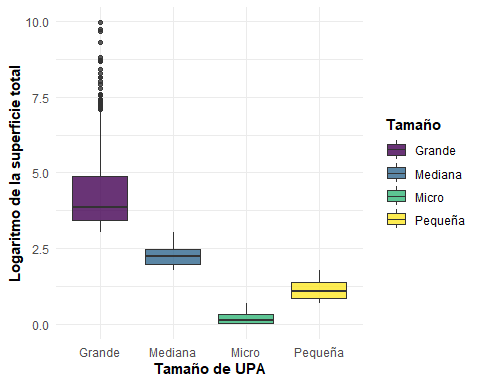 Logaritmo de la superficie total
10.0
7.5
5.0
2.5
0.0
Grande Mediana Micro Pequeña
Tamaño de UPA
Tamaño
Grande
Mediana
Micro
Pequeña